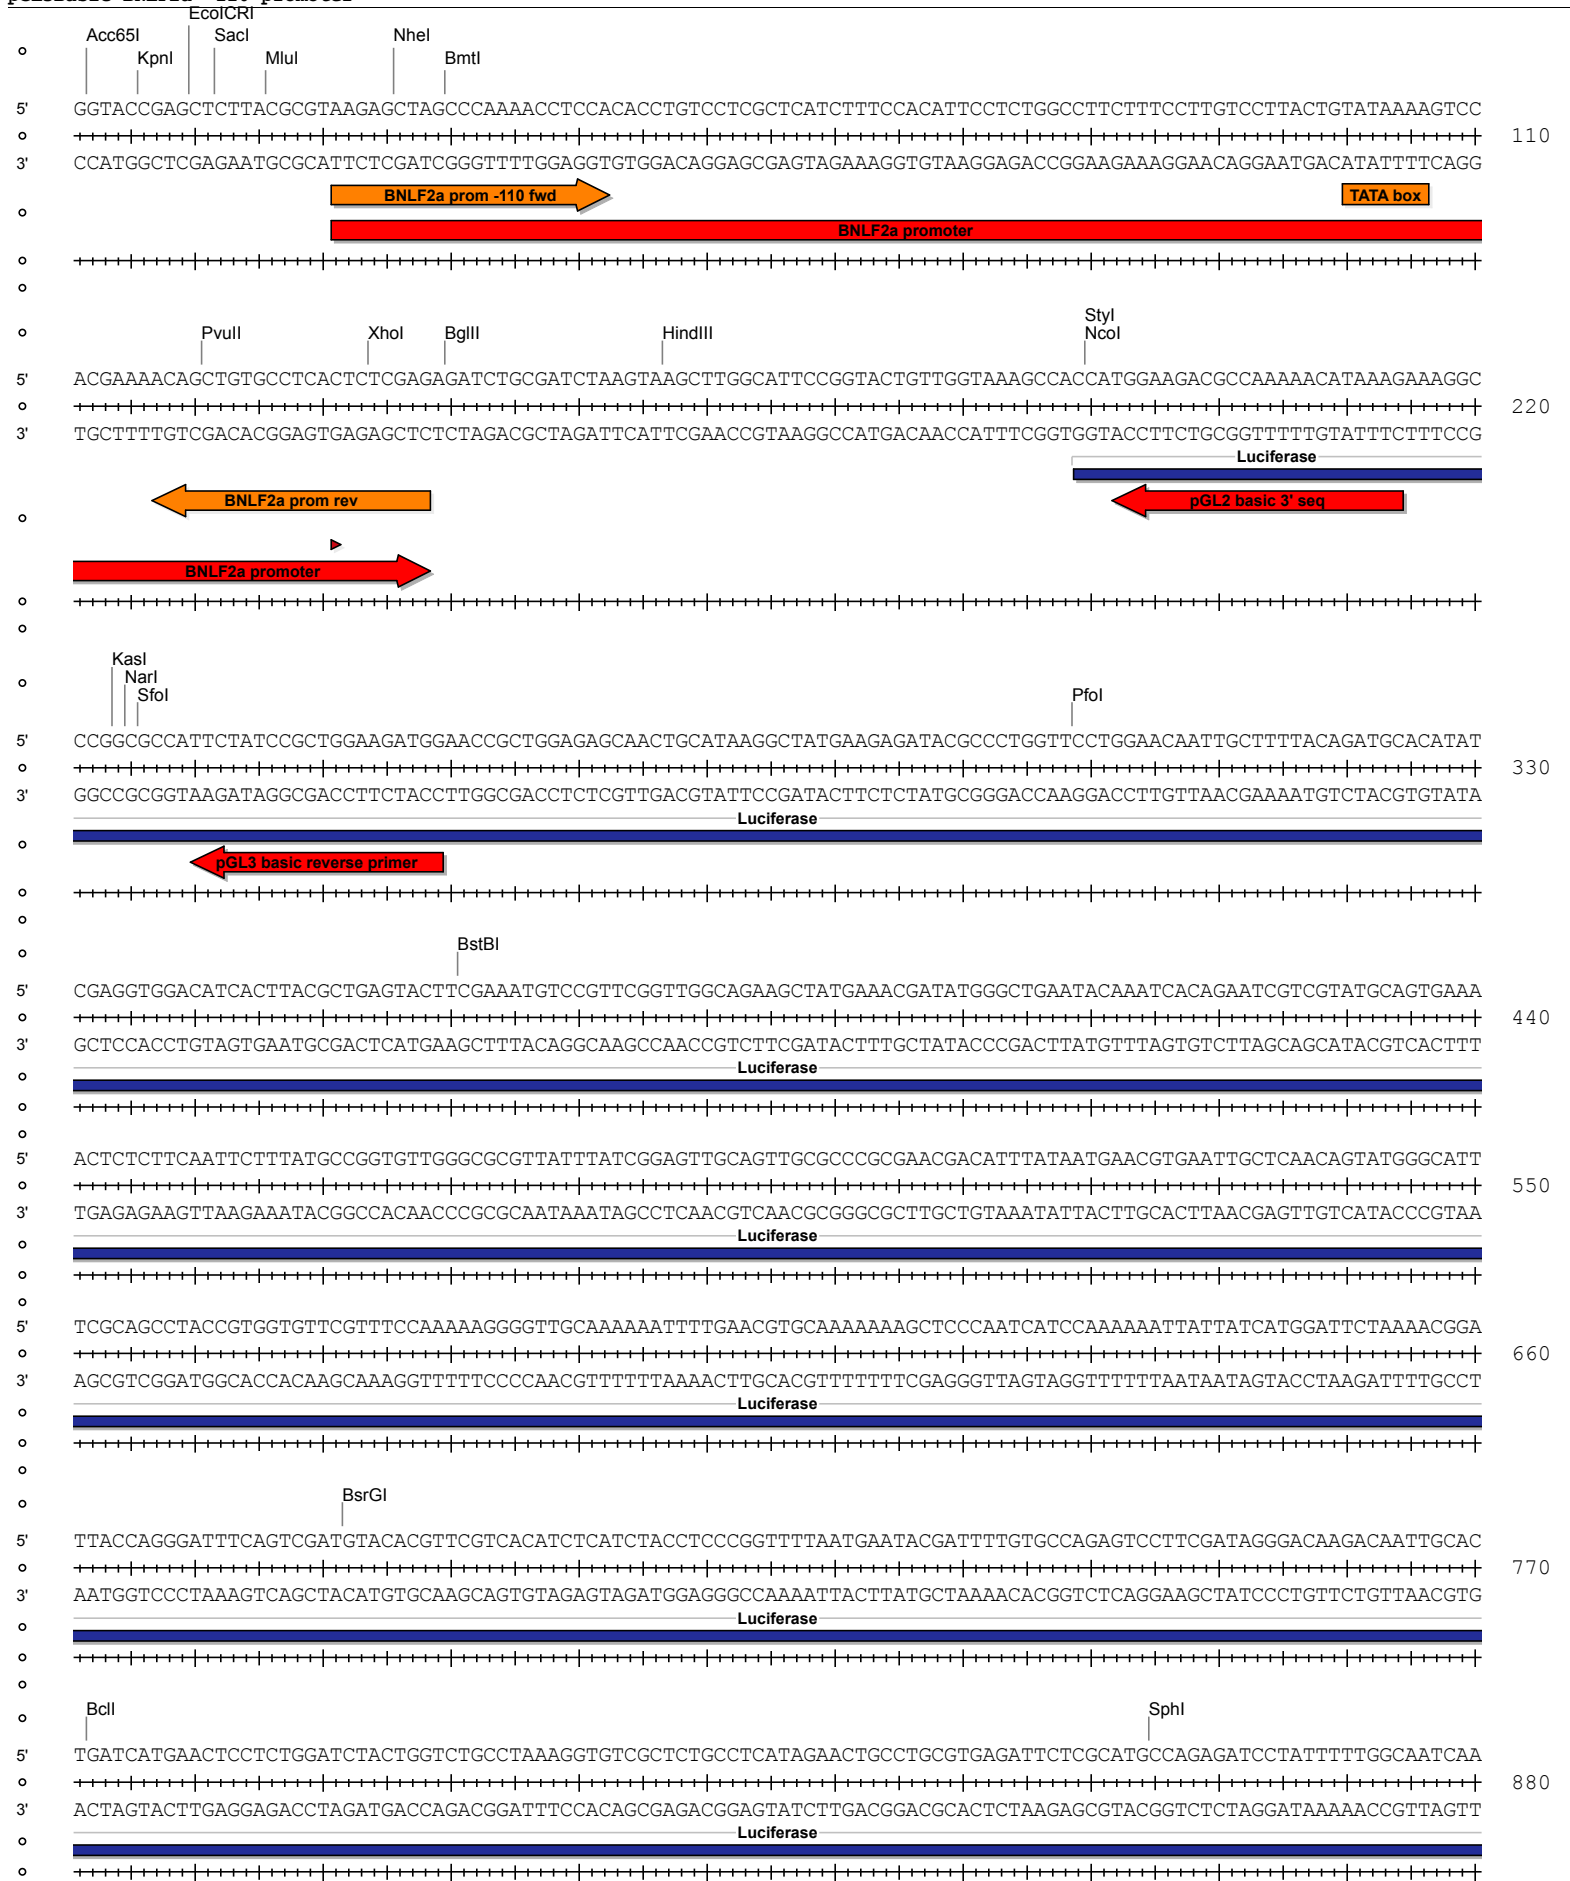 EcoICRI
Acc65I SacI NheI
KpnI MluI BmtI
5' GGTACCGAGCTCTTACGCGTAAGAGCTAGCCCAAAACCTCCACACCTGTCCTCGCTCATCTTTCCACATTCCTCTGGCCTTCTTTCCTTGTCCTTACTGTATAAAAGTCC
110
3' CCATGGCTCGAGAATGCGCATTCTCGATCGGGTTTTGGAGGTGTGGACAGGAGCGAGTAGAAAGGTGTAAGGAGACCGGAAGAAAGGAACAGGAATGACATATTTTCAGG
BNLF2a prom -110 fwd TATA box
BNLF2a promoter
StyI
PvuII XhoI BglII HindIII NcoI
5' ACGAAAACAGCTGTGCCTCACTCTCGAGAGATCTGCGATCTAAGTAAGCTTGGCATTCCGGTACTGTTGGTAAAGCCACCATGGAAGACGCCAAAAACATAAAGAAAGGC
220
3' TGCTTTTGTCGACACGGAGTGAGAGCTCTCTAGACGCTAGATTCATTCGAACCGTAAGGCCATGACAACCATTTCGGTGGTACCTTCTGCGGTTTTTGTATTTCTTTCCG
Luciferase
BNLF2a prom rev pGL2 basic 3' seq
BNLF2a promoter
KasI
NarI
SfoI PfoI
5' CCGGCGCCATTCTATCCGCTGGAAGATGGAACCGCTGGAGAGCAACTGCATAAGGCTATGAAGAGATACGCCCTGGTTCCTGGAACAATTGCTTTTACAGATGCACATAT
330
3' GGCCGCGGTAAGATAGGCGACCTTCTACCTTGGCGACCTCTCGTTGACGTATTCCGATACTTCTCTATGCGGGACCAAGGACCTTGTTAACGAAAATGTCTACGTGTATA
Luciferase
pGL3 basic reverse primer
BstBI
5' CGAGGTGGACATCACTTACGCTGAGTACTTCGAAATGTCCGTTCGGTTGGCAGAAGCTATGAAACGATATGGGCTGAATACAAATCACAGAATCGTCGTATGCAGTGAAA
440
3' GCTCCACCTGTAGTGAATGCGACTCATGAAGCTTTACAGGCAAGCCAACCGTCTTCGATACTTTGCTATACCCGACTTATGTTTAGTGTCTTAGCAGCATACGTCACTTT
Luciferase
5' ACTCTCTTCAATTCTTTATGCCGGTGTTGGGCGCGTTATTTATCGGAGTTGCAGTTGCGCCCGCGAACGACATTTATAATGAACGTGAATTGCTCAACAGTATGGGCATT
550
3' TGAGAGAAGTTAAGAAATACGGCCACAACCCGCGCAATAAATAGCCTCAACGTCAACGCGGGCGCTTGCTGTAAATATTACTTGCACTTAACGAGTTGTCATACCCGTAA
Luciferase
5' TCGCAGCCTACCGTGGTGTTCGTTTCCAAAAAGGGGTTGCAAAAAATTTTGAACGTGCAAAAAAAGCTCCCAATCATCCAAAAAATTATTATCATGGATTCTAAAACGGA
660
3' AGCGTCGGATGGCACCACAAGCAAAGGTTTTTCCCCAACGTTTTTTAAAACTTGCACGTTTTTTTCGAGGGTTAGTAGGTTTTTTAATAATAGTACCTAAGATTTTGCCT
Luciferase
BsrGI
5' TTACCAGGGATTTCAGTCGATGTACACGTTCGTCACATCTCATCTACCTCCCGGTTTTAATGAATACGATTTTGTGCCAGAGTCCTTCGATAGGGACAAGACAATTGCAC
770
3' AATGGTCCCTAAAGTCAGCTACATGTGCAAGCAGTGTAGAGTAGATGGAGGGCCAAAATTACTTATGCTAAAACACGGTCTCAGGAAGCTATCCCTGTTCTGTTAACGTG
Luciferase
BclI SphI
5' TGATCATGAACTCCTCTGGATCTACTGGTCTGCCTAAAGGTGTCGCTCTGCCTCATAGAACTGCCTGCGTGAGATTCTCGCATGCCAGAGATCCTATTTTTGGCAATCAA
880
3' ACTAGTACTTGAGGAGACCTAGATGACCAGACGGATTTCCACAGCGAGACGGAGTATCTTGACGGACGCACTCTAAGAGCGTACGGTCTCTAGGATAAAAACCGTTAGTT
Luciferase